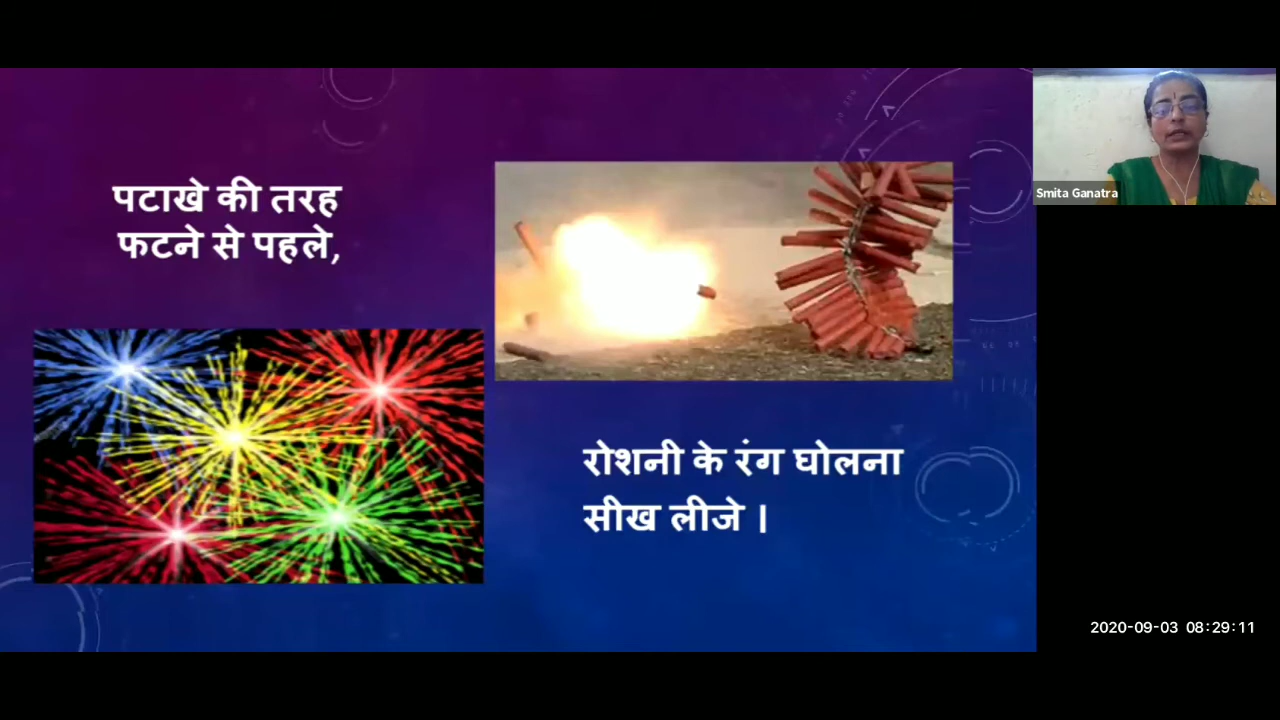 पटाखे की तरह
फटने से पहले,
रोशनी के रंग घोलना
सीख लीजे ।
Smita Ganatra
2020-09-03 08:29:11